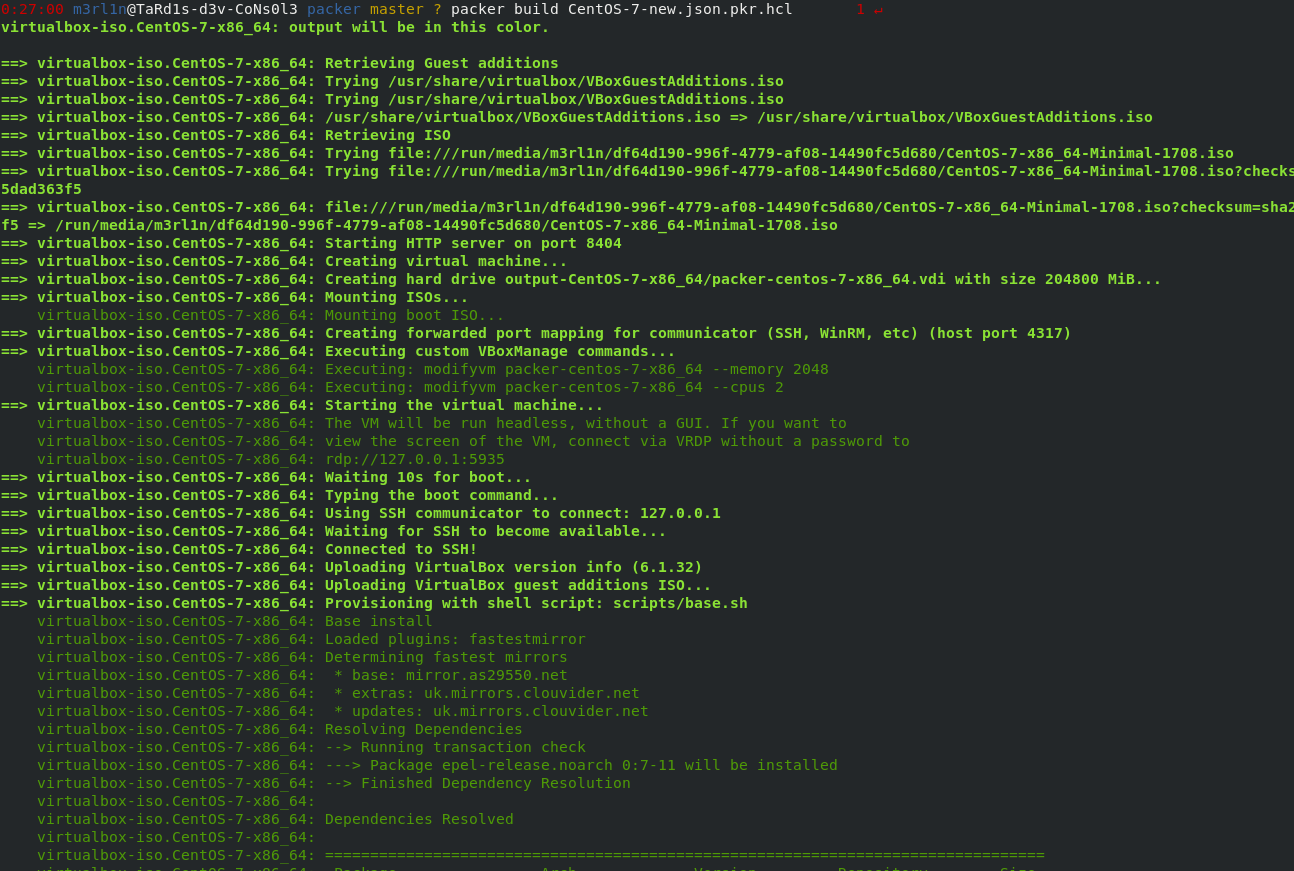 0:27:00 m3rl1n@TaRd1s-d3v-CoNs0l3 packer master ? packer build CentOS-7-new.json.pkr.hcl 1 ↵
virtualbox-iso.CentOS-7-x86_64: output will be in this color.
==> virtualbox-iso.CentOS-7-x86_64: Retrieving Guest additions
==> virtualbox-iso.CentOS-7-x86_64: Trying /usr/share/virtualbox/VBoxGuestAdditions.iso
==> virtualbox-iso.CentOS-7-x86_64: Trying /usr/share/virtualbox/VBoxGuestAdditions.iso
==> virtualbox-iso.CentOS-7-x86_64: /usr/share/virtualbox/VBoxGuestAdditions.iso => /usr/share/virtualbox/VBoxGuestAdditions.iso
==> virtualbox-iso.CentOS-7-x86_64: Retrieving ISO
==> virtualbox-iso.CentOS-7-x86_64: Trying file:///run/media/m3rl1n/df64d190-996f-4779-af08-14490fc5d680/CentOS-7-x86_64-Minimal-1708.iso
==> virtualbox-iso.CentOS-7-x86_64: Trying file:///run/media/m3rl1n/df64d190-996f-4779-af08-14490fc5d680/CentOS-7-x86_64-Minimal-1708.iso?checks
5dad363f5
==> virtualbox-iso.CentOS-7-x86_64: file:///run/media/m3rl1n/df64d190-996f-4779-af08-14490fc5d680/CentOS-7-x86_64-Minimal-1708.iso?checksum=sha2
f5 => /run/media/m3rl1n/df64d190-996f-4779-af08-14490fc5d680/CentOS-7-x86_64-Minimal-1708.iso
==> virtualbox-iso.CentOS-7-x86_64: Starting HTTP server on port 8404
==> virtualbox-iso.CentOS-7-x86_64: Creating virtual machine...
==> virtualbox-iso.CentOS-7-x86_64: Creating hard drive output-CentOS-7-x86_64/packer-centos-7-x86_64.vdi with size 204800 MiB...
==> virtualbox-iso.CentOS-7-x86_64: Mounting ISOs...
virtualbox-iso.CentOS-7-x86_64: Mounting boot ISO...
==> virtualbox-iso.CentOS-7-x86_64: Creating forwarded port mapping for communicator (SSH, WinRM, etc) (host port 4317)
==> virtualbox-iso.CentOS-7-x86_64: Executing custom VBoxManage commands...
virtualbox-iso.CentOS-7-x86_64: Executing: modifyvm packer-centos-7-x86_64 --memory 2048
virtualbox-iso.CentOS-7-x86_64: Executing: modifyvm packer-centos-7-x86_64 --cpus 2
==> virtualbox-iso.CentOS-7-x86_64: Starting the virtual machine...
virtualbox-iso.CentOS-7-x86_64: The VM will be run headless, without a GUI. If you want to
virtualbox-iso.CentOS-7-x86_64: view the screen of the VM, connect via VRDP without a password to
virtualbox-iso.CentOS-7-x86_64: rdp://127.0.0.1:5935
==> virtualbox-iso.CentOS-7-x86_64: Waiting 10s for boot...
==> virtualbox-iso.CentOS-7-x86_64: Typing the boot command...
==> virtualbox-iso.CentOS-7-x86_64: Using SSH communicator to connect: 127.0.0.1
==> virtualbox-iso.CentOS-7-x86_64: Waiting for SSH to become available...
==> virtualbox-iso.CentOS-7-x86_64: Connected to SSH!
==> virtualbox-iso.CentOS-7-x86_64: Uploading VirtualBox version info (6.1.32)
==> virtualbox-iso.CentOS-7-x86_64: Uploading VirtualBox guest additions ISO...
==> virtualbox-iso.CentOS-7-x86_64: Provisioning with shell script: scripts/base.sh
virtualbox-iso.CentOS-7-x86_64: Base install
virtualbox-iso.CentOS-7-x86_64: Loaded plugins: fastestmirror
virtualbox-iso.CentOS-7-x86_64: Determining fastest mirrors
virtualbox-iso.CentOS-7-x86_64: * base: mirror.as29550.net
virtualbox-iso.CentOS-7-x86_64: * extras: uk.mirrors.clouvider.net
virtualbox-iso.CentOS-7-x86_64: * updates: uk.mirrors.clouvider.net
virtualbox-iso.CentOS-7-x86_64: Resolving Dependencies
virtualbox-iso.CentOS-7-x86_64: --> Running transaction check
virtualbox-iso.CentOS-7-x86_64: ---> Package epel-release.noarch 0:7-11 will be installed
virtualbox-iso.CentOS-7-x86_64: --> Finished Dependency Resolution
virtualbox-iso.CentOS-7-x86_64:
virtualbox-iso.CentOS-7-x86_64: Dependencies Resolved
virtualbox-iso.CentOS-7-x86_64:
virtualbox-iso.CentOS-7-x86_64: ================================================================================
virtualbox-iso.CentOS-7-x86_64: Package Arch Version Repository Size